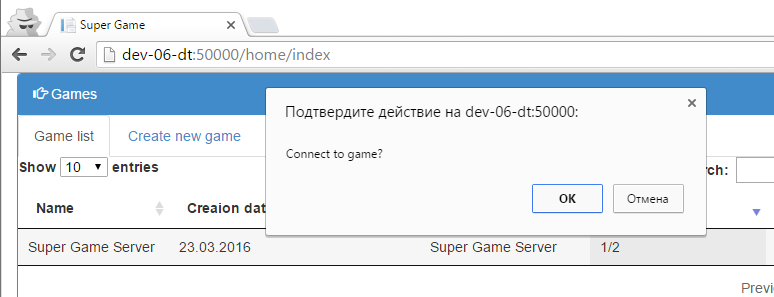 Super Game
dev-06-dt:50000/home/index
Games
Подтвердите действие на dev-06-dt:50000:
Connect to game?
OK
Отмена
Game list
Create new game
Show 10 entries
rch:
Name
Creaion dat
Super Game Server 23.03.2016 Super Game Server 1/2
Previ